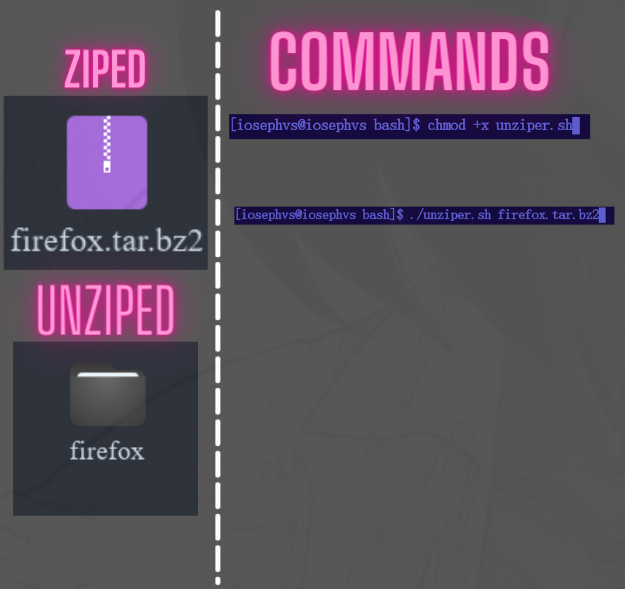 ZIPED
firefox.tar.bz2
UNZIPED
firefox
COMMANDS
[iosephvs@iosephvs bash]$ chmod +x unziper.sh
[iosephvs@iosephvs bash]$ ./unziper.sh firefox.tar.bz2